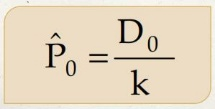 P̂₀ = D₀ / k